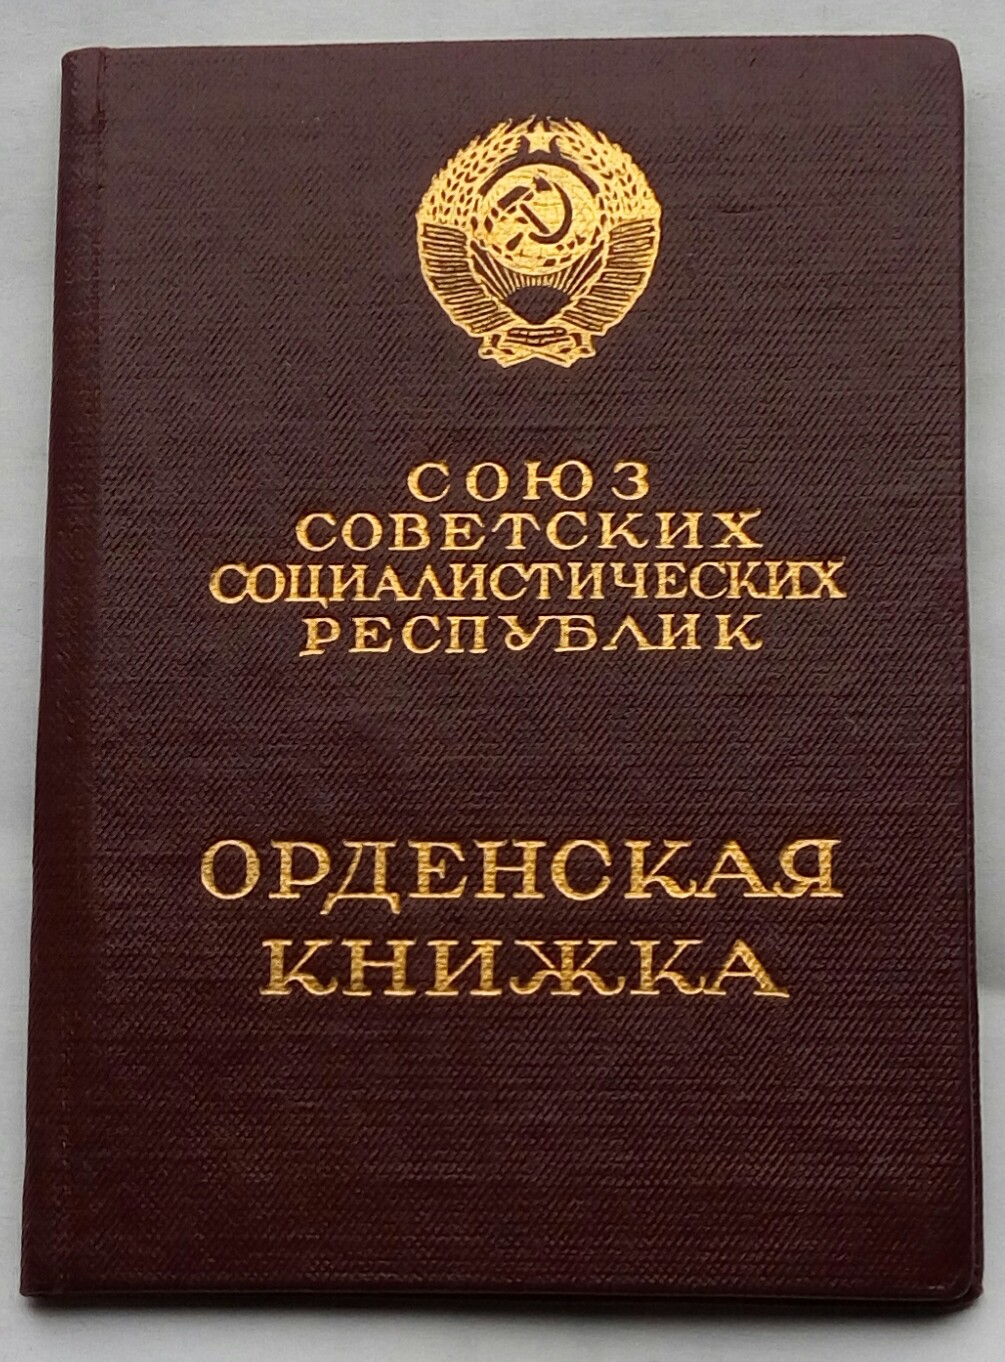 СОЮЗ
СОВЕТСКИХ
СОЦИАЛИСТИЧЕСКИХ
РЕСПУБЛИК
ОРДЕНСКАЯ
КНИЖКА